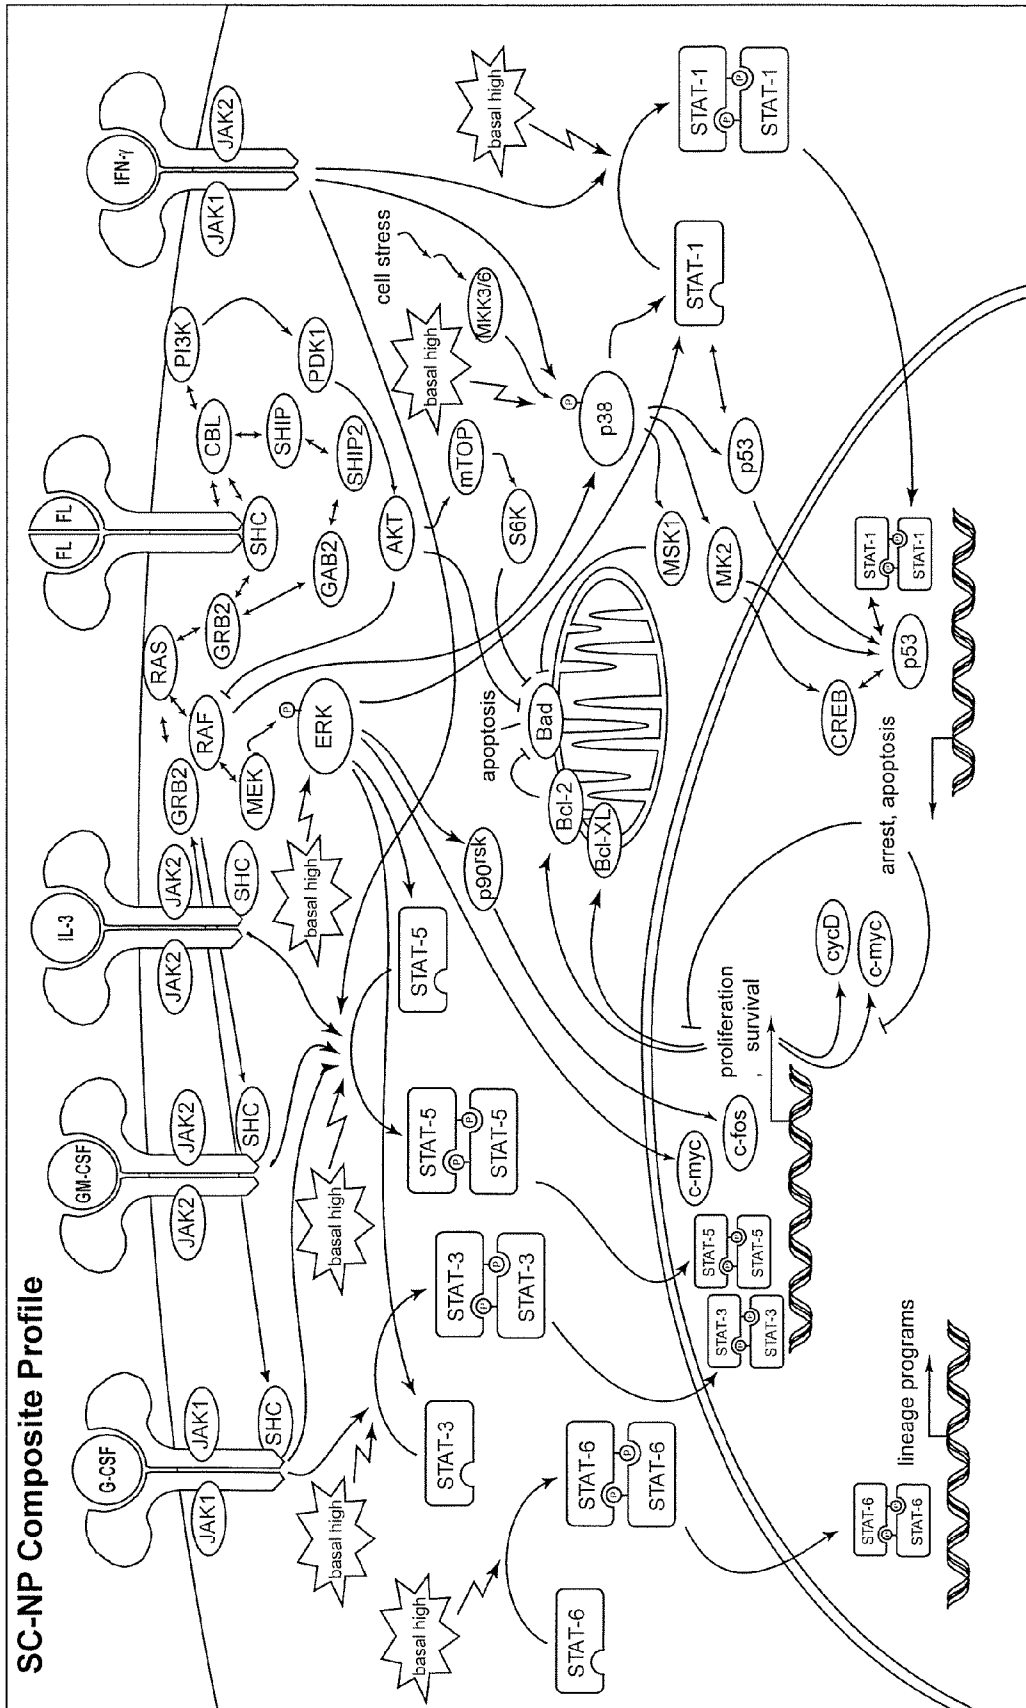 SC-NP Composite Profile
G-CSF
JAK1
JAK1
SHC
GM-CSF
JAK2
JAK2
SHC
IL-3
JAK2
JAK2
SHC
FL
FL
SHC
IFN-γ
JAK1
JAK2
GRB2
RAS
RAF
MEK
GRB2
GAB2
CBL
SHIP
SHIP2
PI3K
PDK1
AKT
mTOP
S6K
P
ERK
basal high
basal high
basal high
basal high
basal high
basal high
cell stress
MKK3/6
P
p38
MSK1
MK2
p53
STAT-6
STAT-6
P
P
STAT-6
STAT-3
STAT-3
P
P
STAT-3
STAT-5
STAT-5
P
P
STAT-5
p90rsk
apoptosis
Bad
Bcl-2
Bcl-XL
STAT-1
STAT-1
P
P
STAT-1
STAT-6
P
P
STAT-6
lineage programs
STAT-3
P
P
STAT-3
STAT-5
P
P
STAT-5
c-myc
c-fos
proliferation
survival
cycD
c-myc
arrest, apoptosis
CREB
p53
STAT-1
P
P
STAT-1